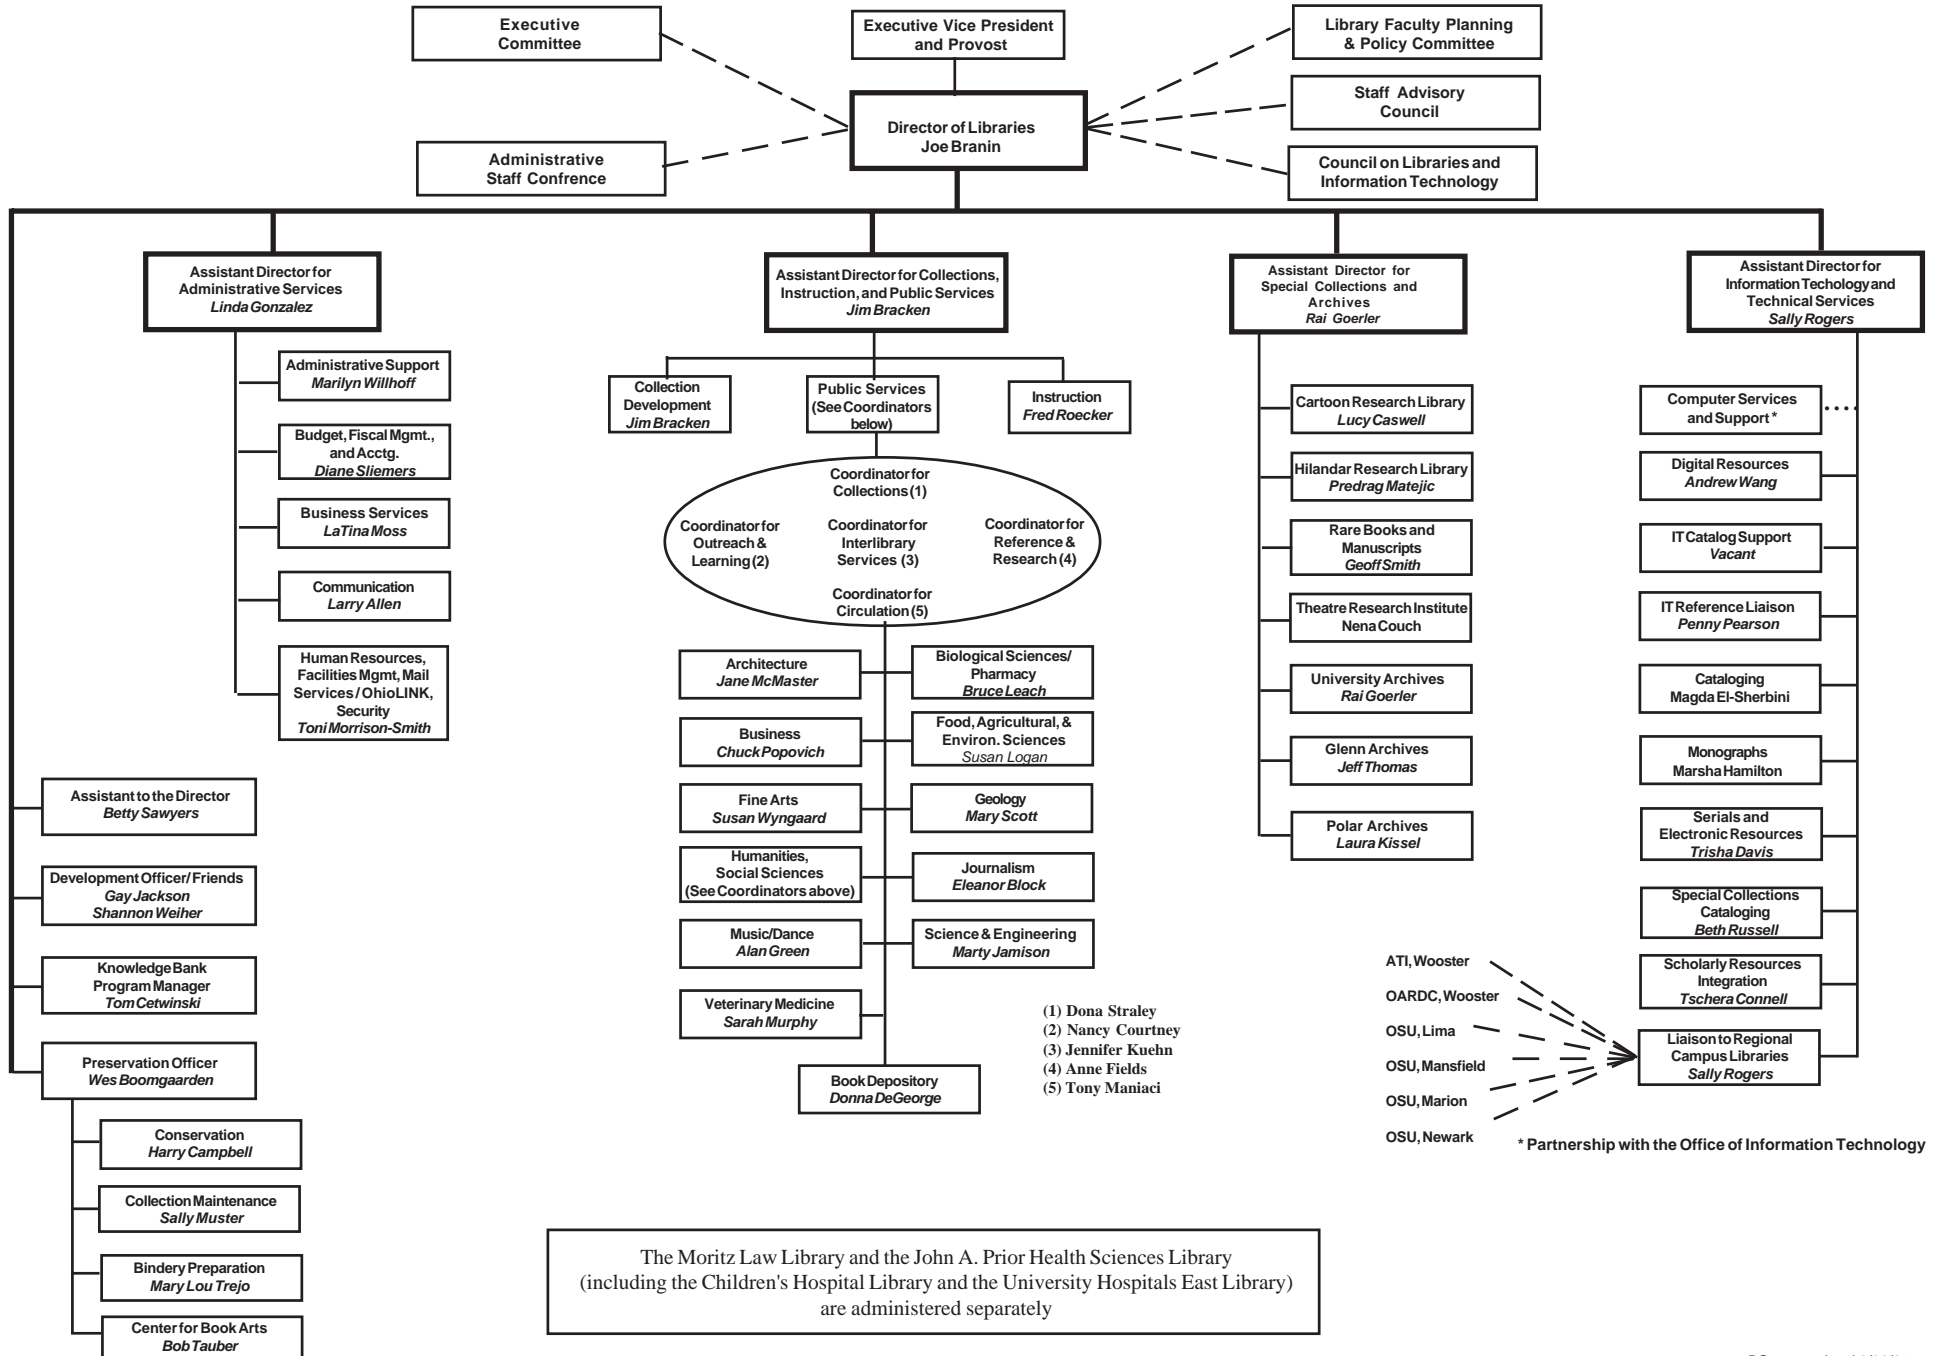 Executive
Committee
Executive Vice President
and Provost
Library Faculty Planning
& Policy Committee
Staff Advisory
Council
Director of Libraries
Joe Branin
Administrative
Staff Confrence
Council on Libraries and
Information Technology
Assistant Director for
Administrative Services
Linda Gonzalez
Administrative Support
Marilyn Willhoff
Budget, Fiscal Mgmt.,
and Acctg.
Diane Sliemers
Business Services
LaTina Moss
Communication
Larry Allen
Human Resources,
Facilities Mgmt, Mail
Services / OhioLINK,
Security
Toni Morrison-Smith
Assistant to the Director
Betty Sawyers
Development Officer/ Friends
Gay Jackson
Shannon Weiher
Knowledge Bank
Program Manager
Tom Cetwinski
Preservation Officer
Wes Boomgaarden
Conservation
Harry Campbell
Collection Maintenance
Sally Muster
Bindery Preparation
Mary Lou Trejo
Center for Book Arts
Bob Tauber
Assistant Director for Collections,
Instruction, and Public Services
Jim Bracken
Collection
Development
Jim Bracken
Public Services
(See Coordinators
below)
Instruction
Fred Roecker
Coordinator for
Collections (1)
Coordinator for
Outreach &
Learning (2)
Coordinator for
Interlibrary
Services (3)
Coordinator for
Reference &
Research (4)
Coordinator for
Circulation (5)
Architecture
Jane McMaster
Biological Sciences/
Pharmacy
Bruce Leach
Business
Chuck Popovich
Food, Agricultural, &
Environ. Sciences
Susan Logan
Fine Arts
Susan Wyngaard
Geology
Mary Scott
Humanities,
Social Sciences
(See Coordinators above)
Journalism
Eleanor Block
Music/Dance
Alan Green
Science & Engineering
Marty Jamison
Veterinary Medicine
Sarah Murphy
Book Depository
Donna DeGeorge
(1) Dona Straley
(2) Nancy Courtney
(3) Jennifer Kuehn
(4) Anne Fields
(5) Tony Maniaci
Assistant Director for
Special Collections and
Archives
Rai Goerler
Cartoon Research Library
Lucy Caswell
Hilandar Research Library
Predrag Matejic
Rare Books and
Manuscripts
Geoff Smith
Theatre Research Institute
Nena Couch
University Archives
Rai Goerler
Glenn Archives
Jeff Thomas
Polar Archives
Laura Kissel
Assistant Director for
Information Techology and
Technical Services
Sally Rogers
Computer Services
and Support *
Digital Resources
Andrew Wang
IT Catalog Support
Vacant
IT Reference Liaison
Penny Pearson
Cataloging
Magda El-Sherbini
Monographs
Marsha Hamilton
Serials and
Electronic Resources
Trisha Davis
Special Collections
Cataloging
Beth Russell
Scholarly Resources
Integration
Tschera Connell
Liaison to Regional
Campus Libraries
Sally Rogers
ATI, Wooster
OARDC, Wooster
OSU, Lima
OSU, Mansfield
OSU, Marion
OSU, Newark
* Partnership with the Office of Information Technology
The Moritz Law Library and the John A. Prior Health Sciences Library
(including the Children's Hospital Library and the University Hospitals East Library)
are administered separately